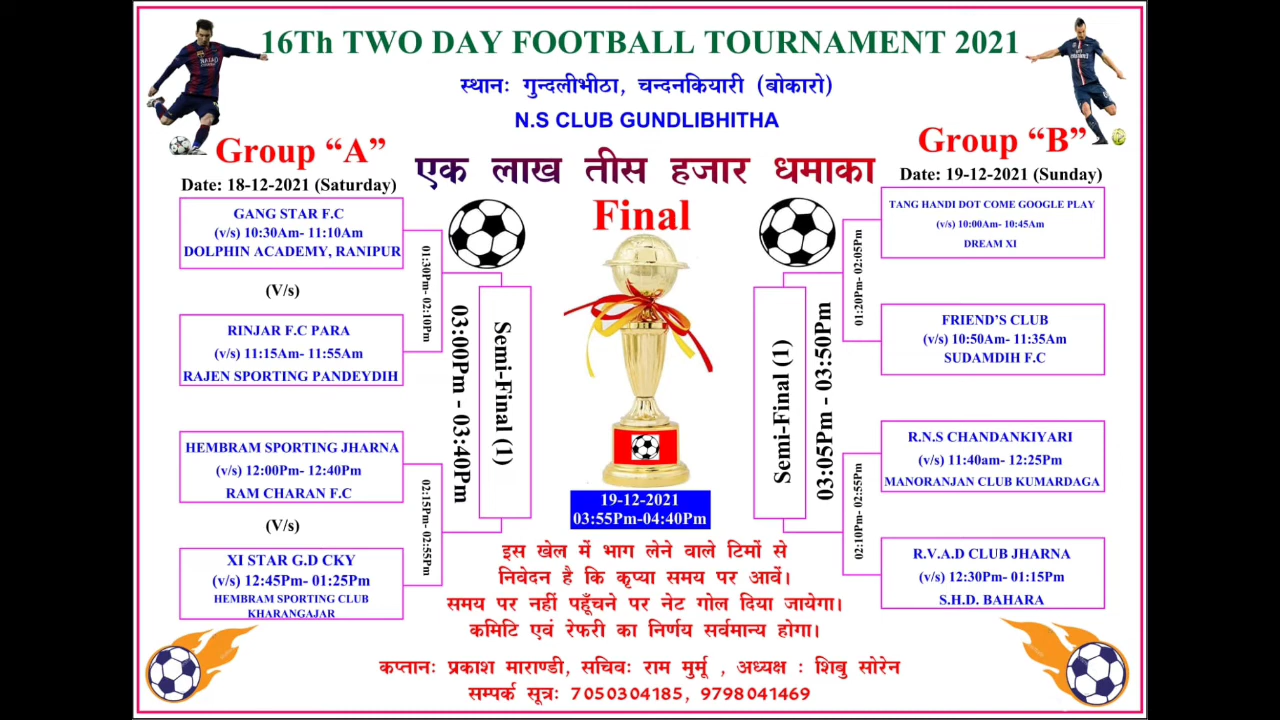 16Th TWO DAY FOOTBALL TOURNAMENT 2021
स्थानः गुन्दलीभीठा, चन्दनकियारी (बोकारो)
N.S CLUB GUNDLIBHITHA
एक लाख तीस हजार धमाका
Final
Group “A”
Date: 18-12-2021 (Saturday)
GANG STAR F.C
(v/s) 10:30Am- 11:10Am
DOLPHIN ACADEMY, RANIPUR
(V/s)
RINJAR F.C PARA
(v/s) 11:15Am- 11:55Am
RAJEN SPORTING PANDEYDIH
01:30Pm- 02:10Pm
HEMBRAM SPORTING JHARNA
(v/s) 12:00Pm- 12:40Pm
RAM CHARAN F.C
(V/s)
XI STAR G.D CKY
(v/s) 12:45Pm- 01:25Pm
HEMBRAM SPORTING CLUB
KHARANGAJAR
02:15Pm- 02:55Pm
03:00Pm - 03:40Pm
Semi-Final (1)
Group “B”
Date: 19-12-2021 (Sunday)
TANG HANDI DOT COME GOOGLE PLAY
(v/s) 10:00Am- 10:45Am
DREAM XI
FRIEND’S CLUB
(v/s) 10:50Am- 11:35Am
SUDAMDIH F.C
01:20Pm- 02:05Pm
R.N.S CHANDANKIYARI
(v/s) 11:40am- 12:25Pm
MANORANJAN CLUB KUMARDAGA
R.V.A.D CLUB JHARNA
(v/s) 12:30Pm- 01:15Pm
S.H.D. BAHARA
02:10Pm- 02:55Pm
03:05Pm - 03:50Pm
Semi-Final (1)
19-12-2021
03:55Pm-04:40Pm
इस खेल में भाग लेने वाले टिमों से
निवेदन है कि कृप्या समय पर आवें।
समय पर नहीं पहूँचने पर नेट गोल दिया जायेगा।
कमिटि एवं रेफरी का निर्णय सर्वमान्य होगा।
कप्तानः प्रकाश माराण्डी, सचिवः राम मुर्मू , अध्यक्ष : शिबु सोरेन
सम्पर्क सूत्रः 7050304185, 9798041469